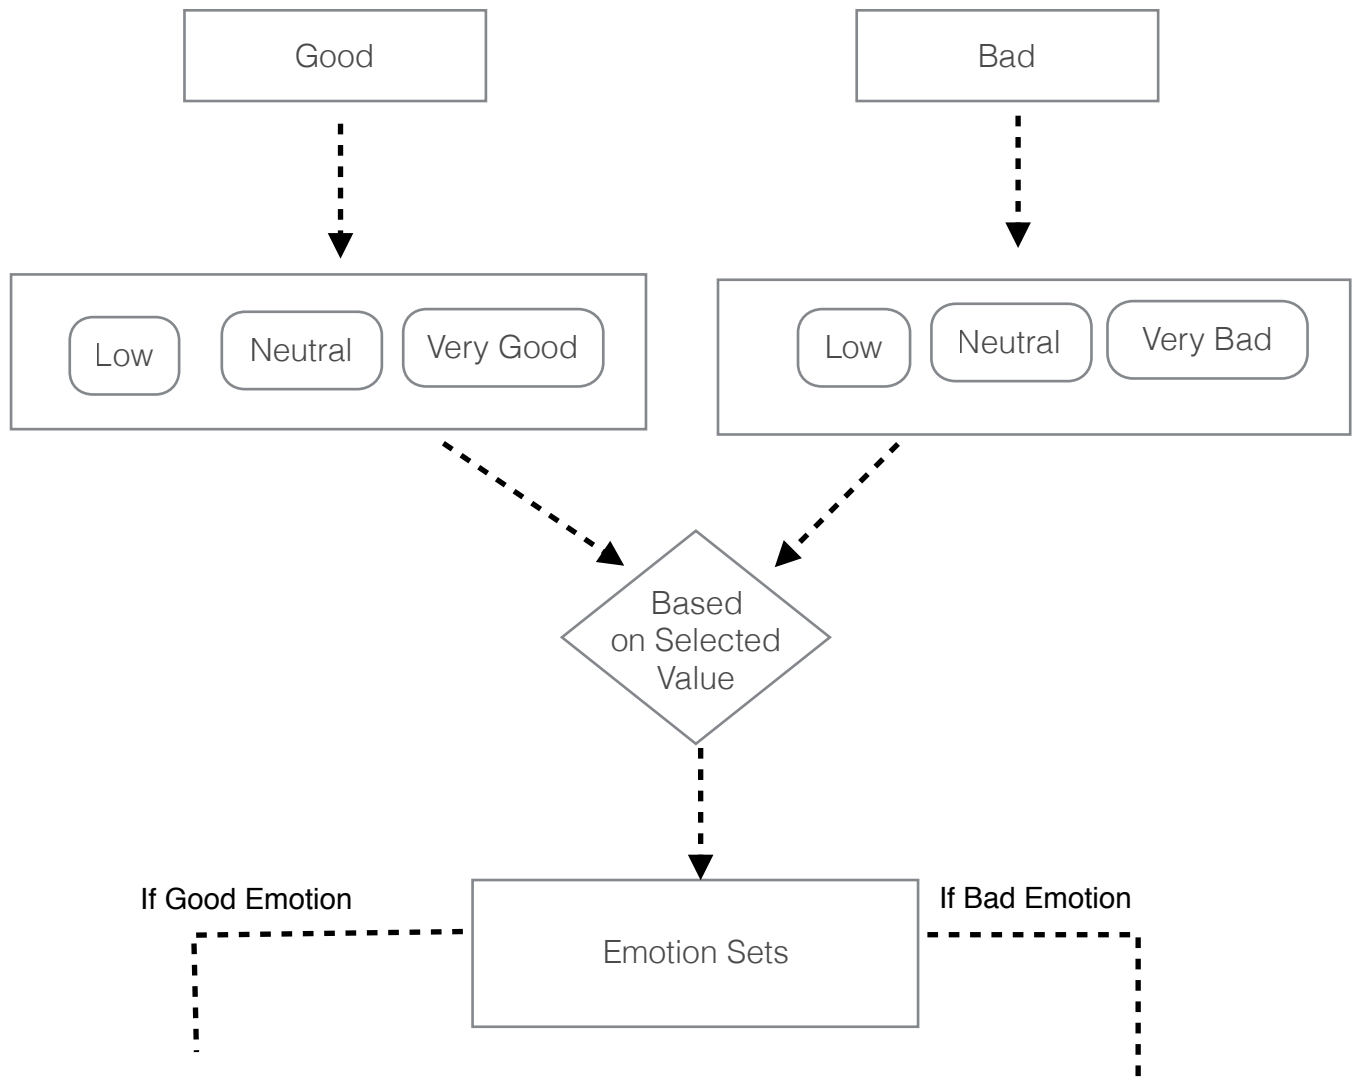 Good
Bad
Low
Neutral
Very Good
Low
Neutral
Very Bad
Based
on Selected
Value
If Good Emotion
If Bad Emotion
Emotion Sets